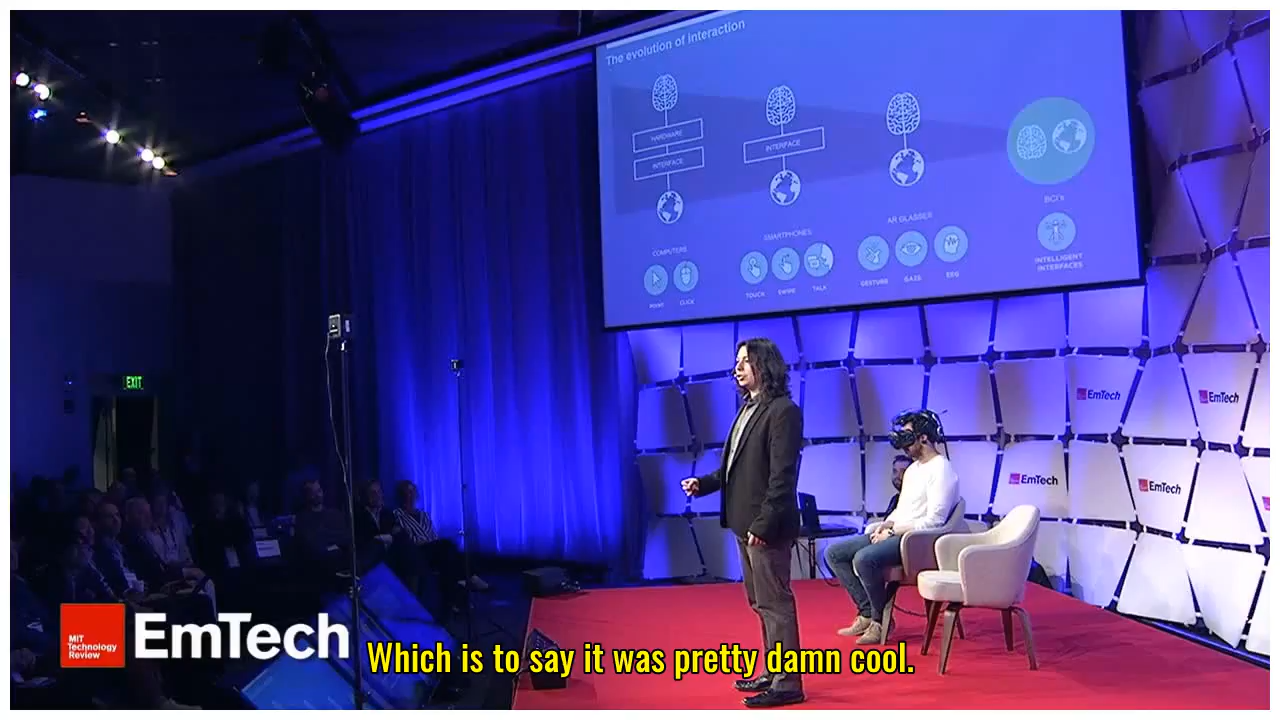 The evolution of interaction
HARDWARE
INTERFACE
INTERFACE
COMPUTERS
SMARTPHONES
AR GLASSES
BCI's
POINT
CLICK
TOUCH
SWIPE
TALK
GESTURE
GAZE
EEG
INTELLIGENT
INTERFACES
EXIT
EmTech
EmTech
EmTech
EmTech
MIT
Technology
Review
EmTech
Which is to say it was pretty damn cool.